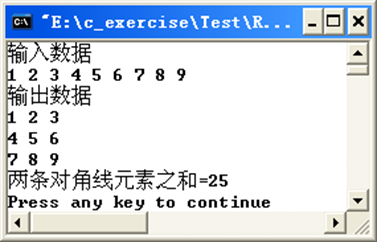 "E:\c_exercise\Test\R...
输入数据
1 2 3 4 5 6 7 8 9
输出数据
1 2 3
4 5 6
7 8 9
两条对角线元素之和=25
Press any key to continue